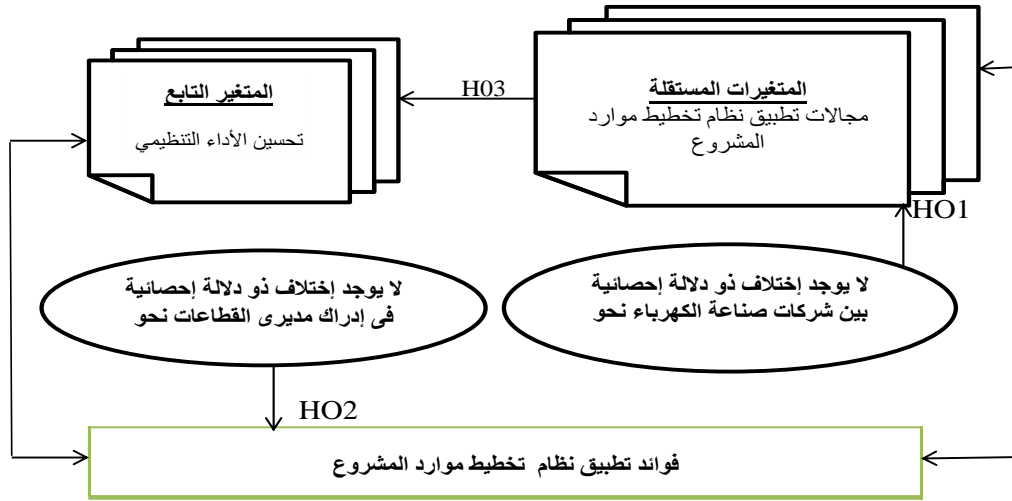 المتغيرات المستقلة
مجالات تطبيق نظام تخطيط موارد
المشروع
H03
المتغير التابع
تحسين الأداء التنظيمي
HO1
لا يوجد إختلاف ذو دلالة إحصائية
بين شركات صناعة الكهرباء نحو
لا يوجد إختلاف ذو دلالة إحصائية
فى إدراك مديرى القطاعات نحو
HO2
فوائد تطبيق نظام تخطيط موارد المشروع